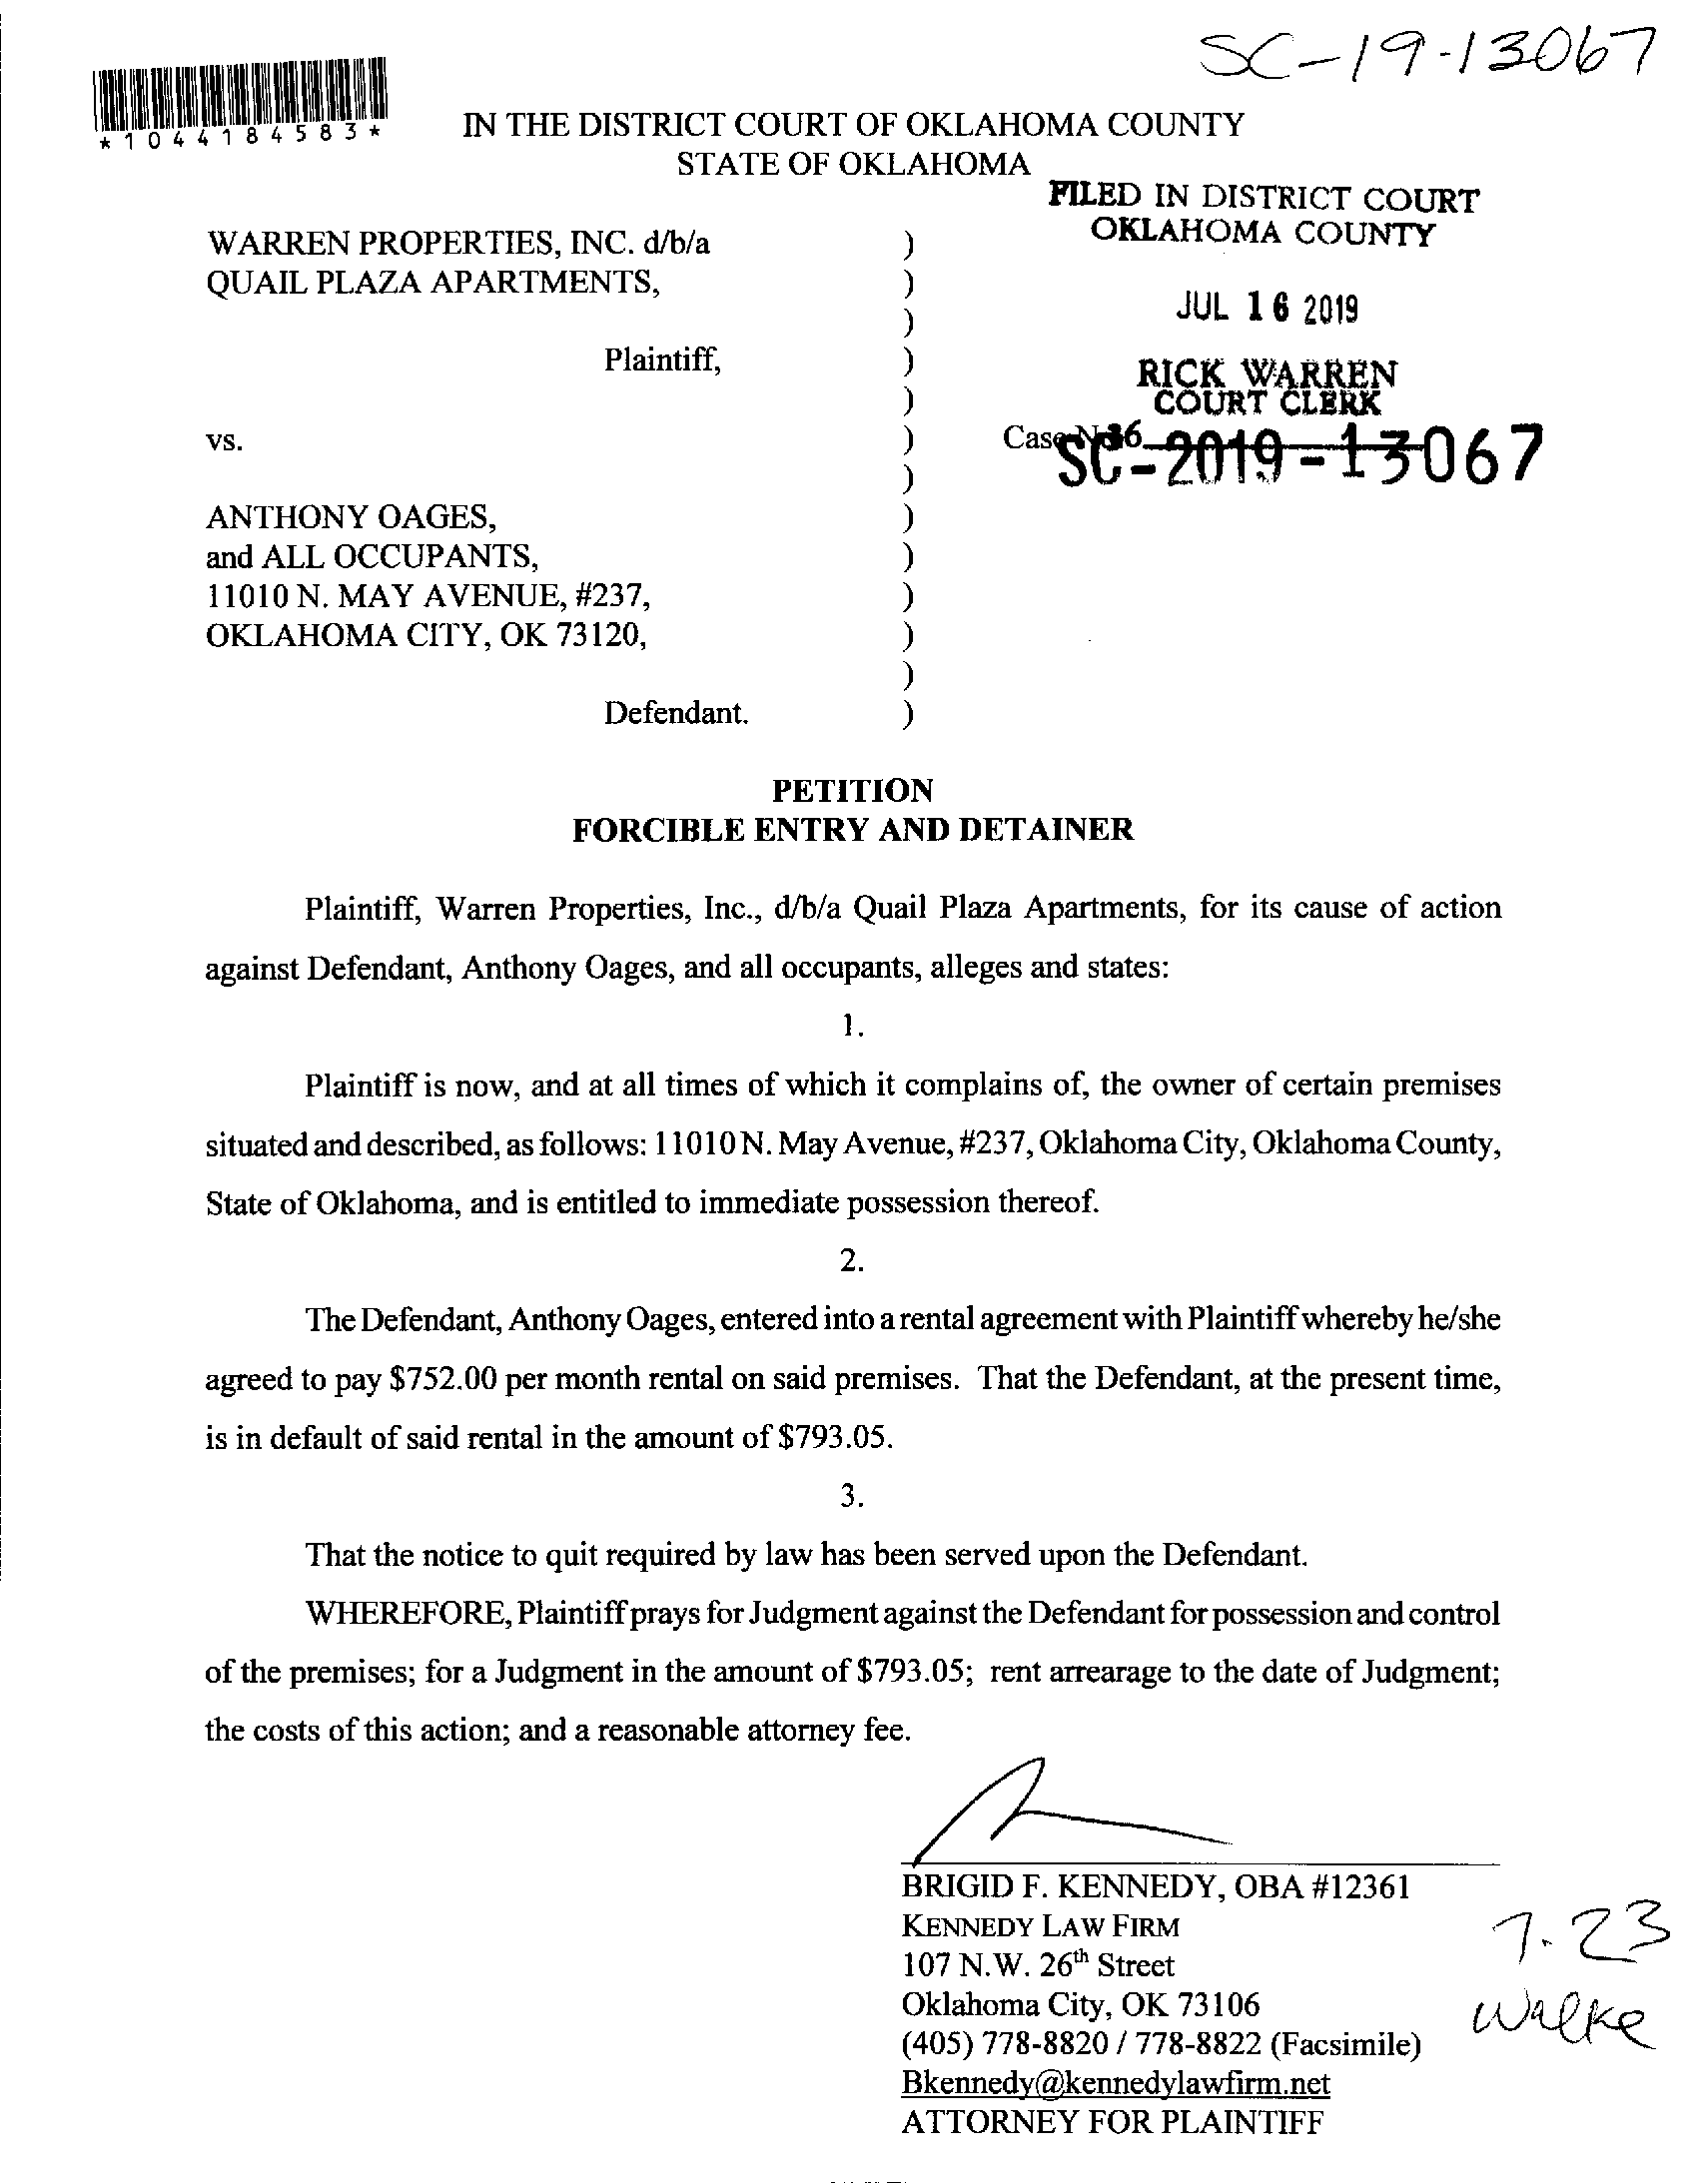 SC-19-13067
*1044184583*
IN THE DISTRICT COURT OF OKLAHOMA COUNTY
STATE OF OKLAHOMA
FILED IN DISTRICT COURT
OKLAHOMA COUNTY
JUL 16 2019
RICK WARREN
COURT CLERK
WARREN PROPERTIES, INC. d/b/a )
QUAIL PLAZA APARTMENTS, )
)
Plaintiff, )
)
vs. ) Case No.
SC-2019-13067
)
ANTHONY OAGES, )
and ALL OCCUPANTS, )
11010 N. MAY AVENUE, #237, )
OKLAHOMA CITY, OK 73120, )
)
Defendant. )
PETITION
FORCIBLE ENTRY AND DETAINER
Plaintiff, Warren Properties, Inc., d/b/a Quail Plaza Apartments, for its cause of action
against Defendant, Anthony Oages, and all occupants, alleges and states:
1.
Plaintiff is now, and at all times of which it complains of, the owner of certain premises
situated and described, as follows: 11010 N. May Avenue, #237, Oklahoma City, Oklahoma County,
State of Oklahoma, and is entitled to immediate possession thereof.
2.
The Defendant, Anthony Oages, entered into a rental agreement with Plaintiff whereby he/she
agreed to pay $752.00 per month rental on said premises. That the Defendant, at the present time,
is in default of said rental in the amount of $793.05.
3.
That the notice to quit required by law has been served upon the Defendant.
WHEREFORE, Plaintiff prays for Judgment against the Defendant for possession and control
of the premises; for a Judgment in the amount of $793.05; rent arrearage to the date of Judgment;
the costs of this action; and a reasonable attorney fee.
BRIGID F. KENNEDY, OBA #12361
KENNEDY LAW FIRM
107 N.W. 26th Street
Oklahoma City, OK 73106
(405) 778-8820 / 778-8822 (Facsimile)
Bkennedy@kennedylawfirm.net
ATTORNEY FOR PLAINTIFF
7.23
Walke